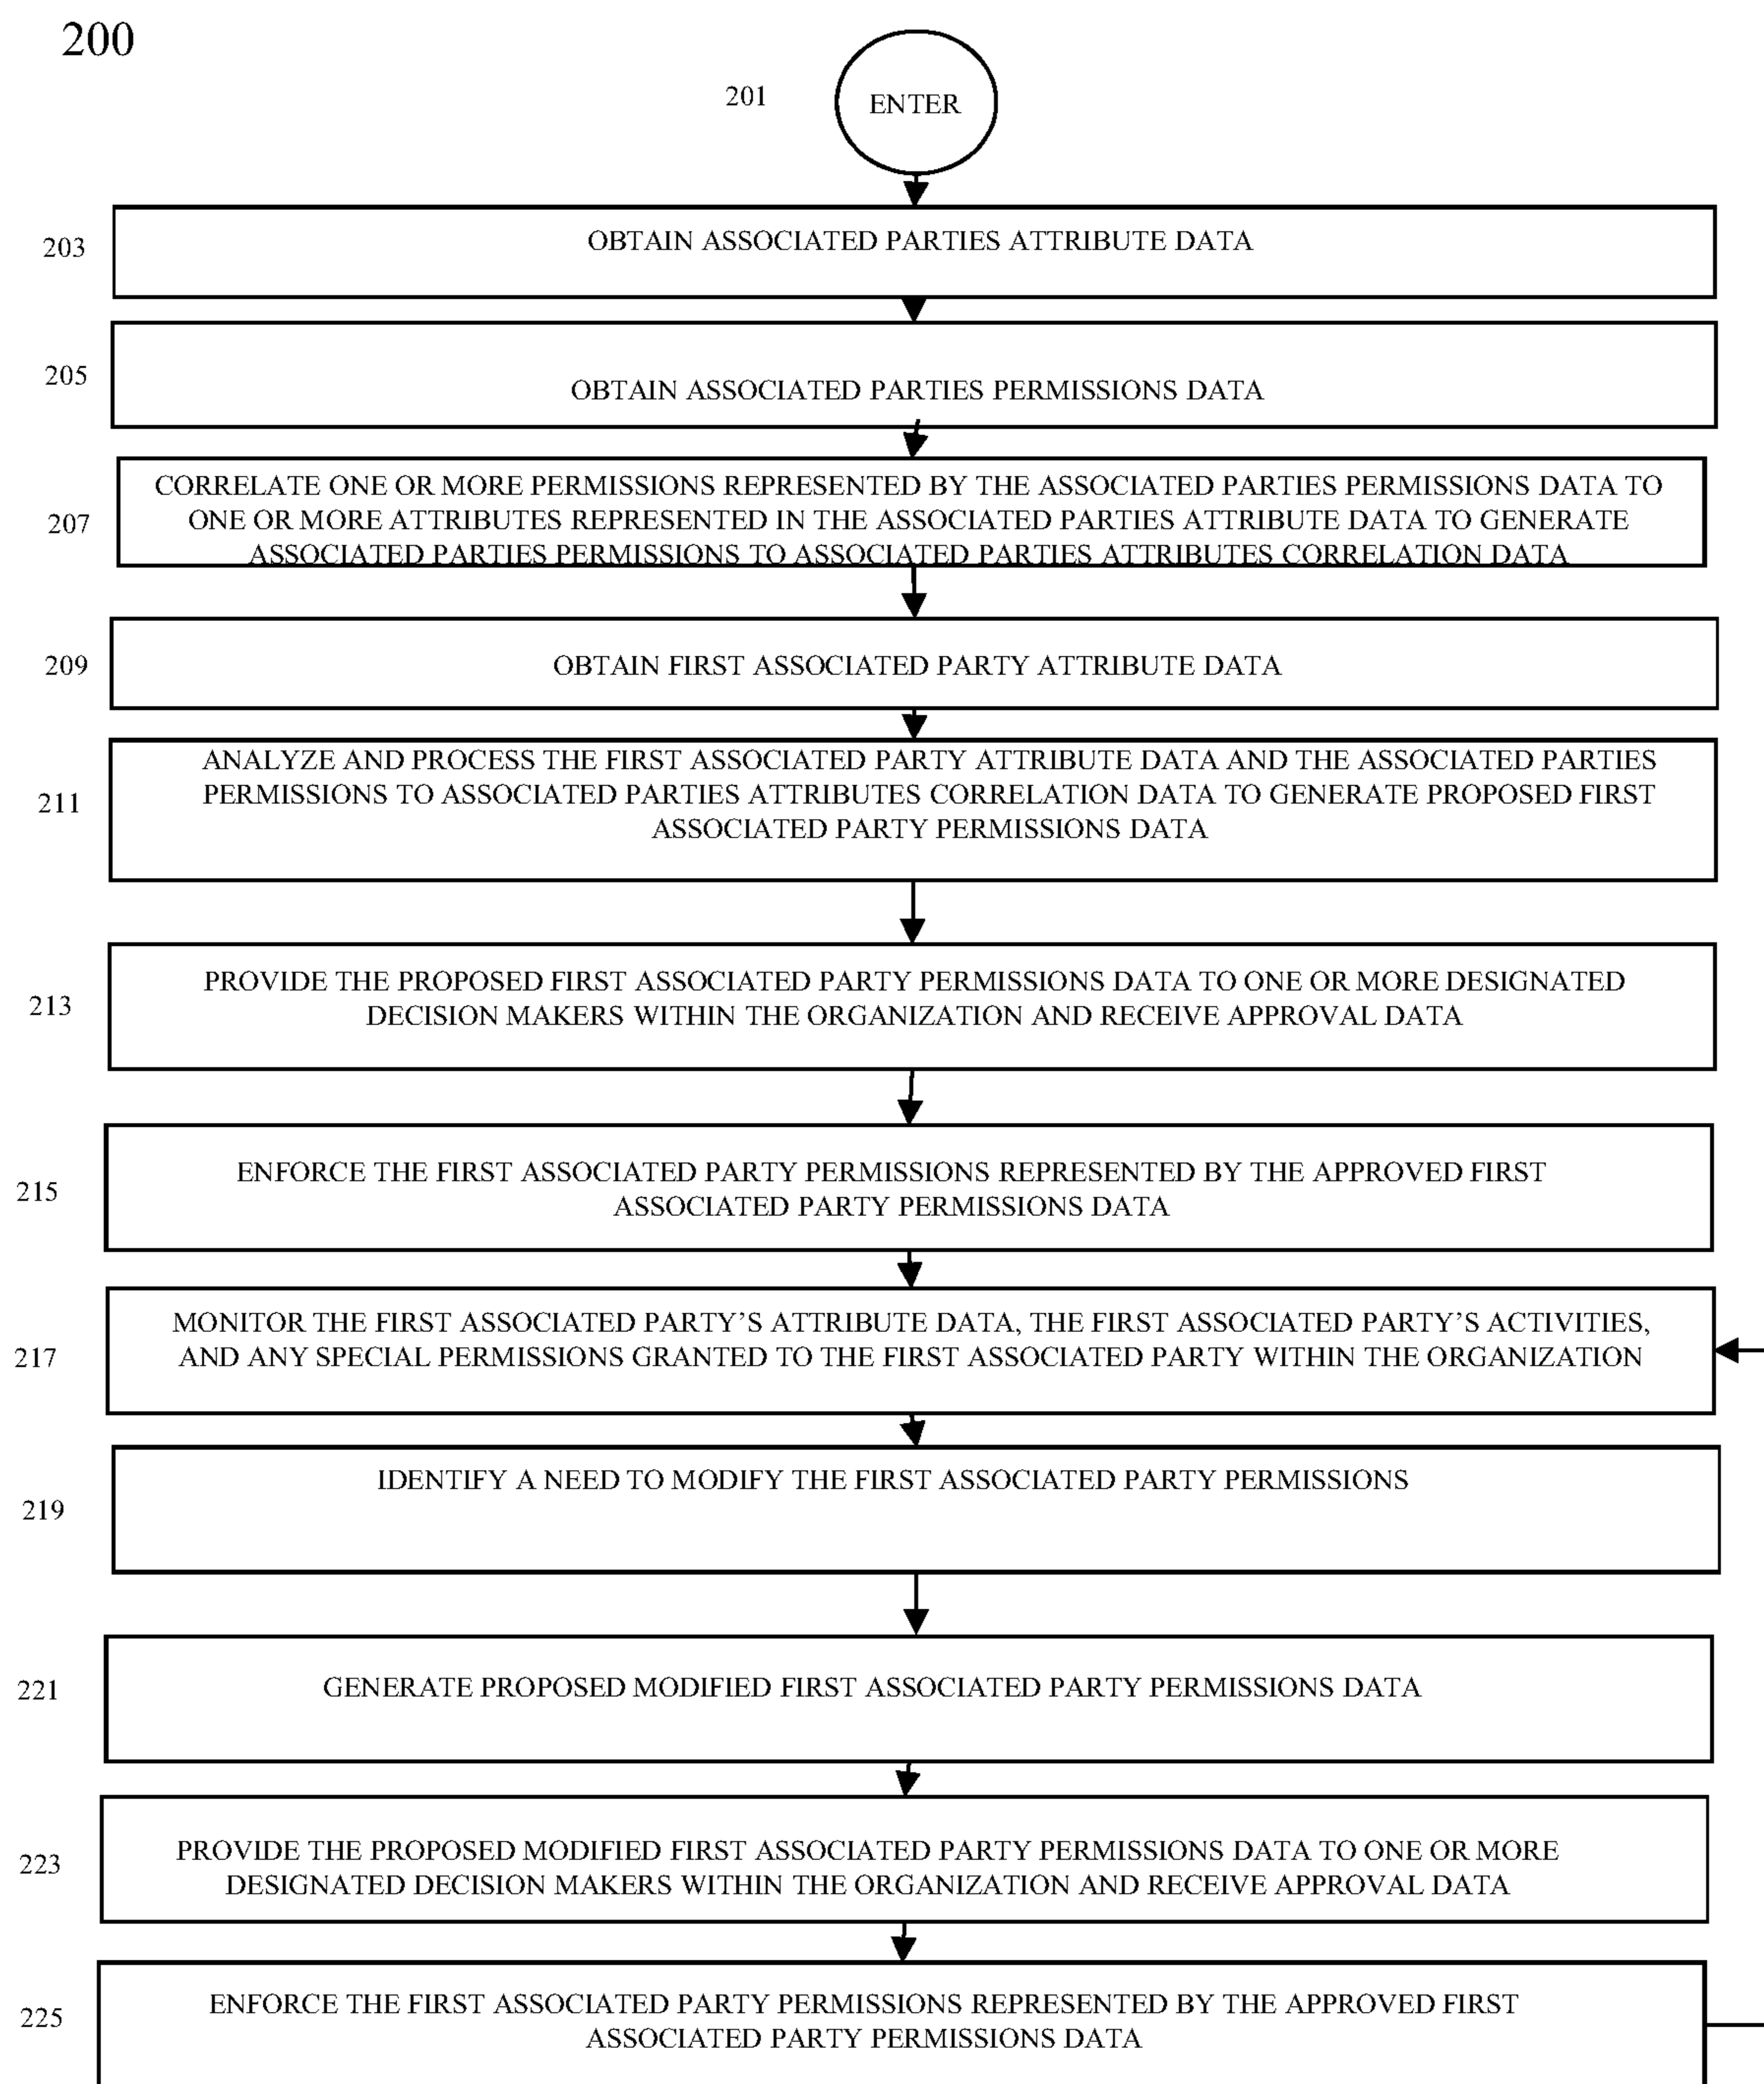 200
201
ENTER
203
OBTAIN ASSOCIATED PARTIES ATTRIBUTE DATA
205
OBTAIN ASSOCIATED PARTIES PERMISSIONS DATA
207
CORRELATE ONE OR MORE PERMISSIONS REPRESENTED BY THE ASSOCIATED PARTIES PERMISSIONS DATA TO
ONE OR MORE ATTRIBUTES REPRESENTED IN THE ASSOCIATED PARTIES ATTRIBUTE DATA TO GENERATE
ASSOCIATED PARTIES PERMISSIONS TO ASSOCIATED PARTIES ATTRIBUTES CORRELATION DATA
209
OBTAIN FIRST ASSOCIATED PARTY ATTRIBUTE DATA
211
ANALYZE AND PROCESS THE FIRST ASSOCIATED PARTY ATTRIBUTE DATA AND THE ASSOCIATED PARTIES
PERMISSIONS TO ASSOCIATED PARTIES ATTRIBUTES CORRELATION DATA TO GENERATE PROPOSED FIRST
ASSOCIATED PARTY PERMISSIONS DATA
213
PROVIDE THE PROPOSED FIRST ASSOCIATED PARTY PERMISSIONS DATA TO ONE OR MORE DESIGNATED
DECISION MAKERS WITHIN THE ORGANIZATION AND RECEIVE APPROVAL DATA
215
ENFORCE THE FIRST ASSOCIATED PARTY PERMISSIONS REPRESENTED BY THE APPROVED FIRST
ASSOCIATED PARTY PERMISSIONS DATA
217
MONITOR THE FIRST ASSOCIATED PARTY’S ATTRIBUTE DATA, THE FIRST ASSOCIATED PARTY’S ACTIVITIES,
AND ANY SPECIAL PERMISSIONS GRANTED TO THE FIRST ASSOCIATED PARTY WITHIN THE ORGANIZATION
219
IDENTIFY A NEED TO MODIFY THE FIRST ASSOCIATED PARTY PERMISSIONS
221
GENERATE PROPOSED MODIFIED FIRST ASSOCIATED PARTY PERMISSIONS DATA
223
PROVIDE THE PROPOSED MODIFIED FIRST ASSOCIATED PARTY PERMISSIONS DATA TO ONE OR MORE
DESIGNATED DECISION MAKERS WITHIN THE ORGANIZATION AND RECEIVE APPROVAL DATA
225
ENFORCE THE FIRST ASSOCIATED PARTY PERMISSIONS REPRESENTED BY THE APPROVED FIRST
ASSOCIATED PARTY PERMISSIONS DATA